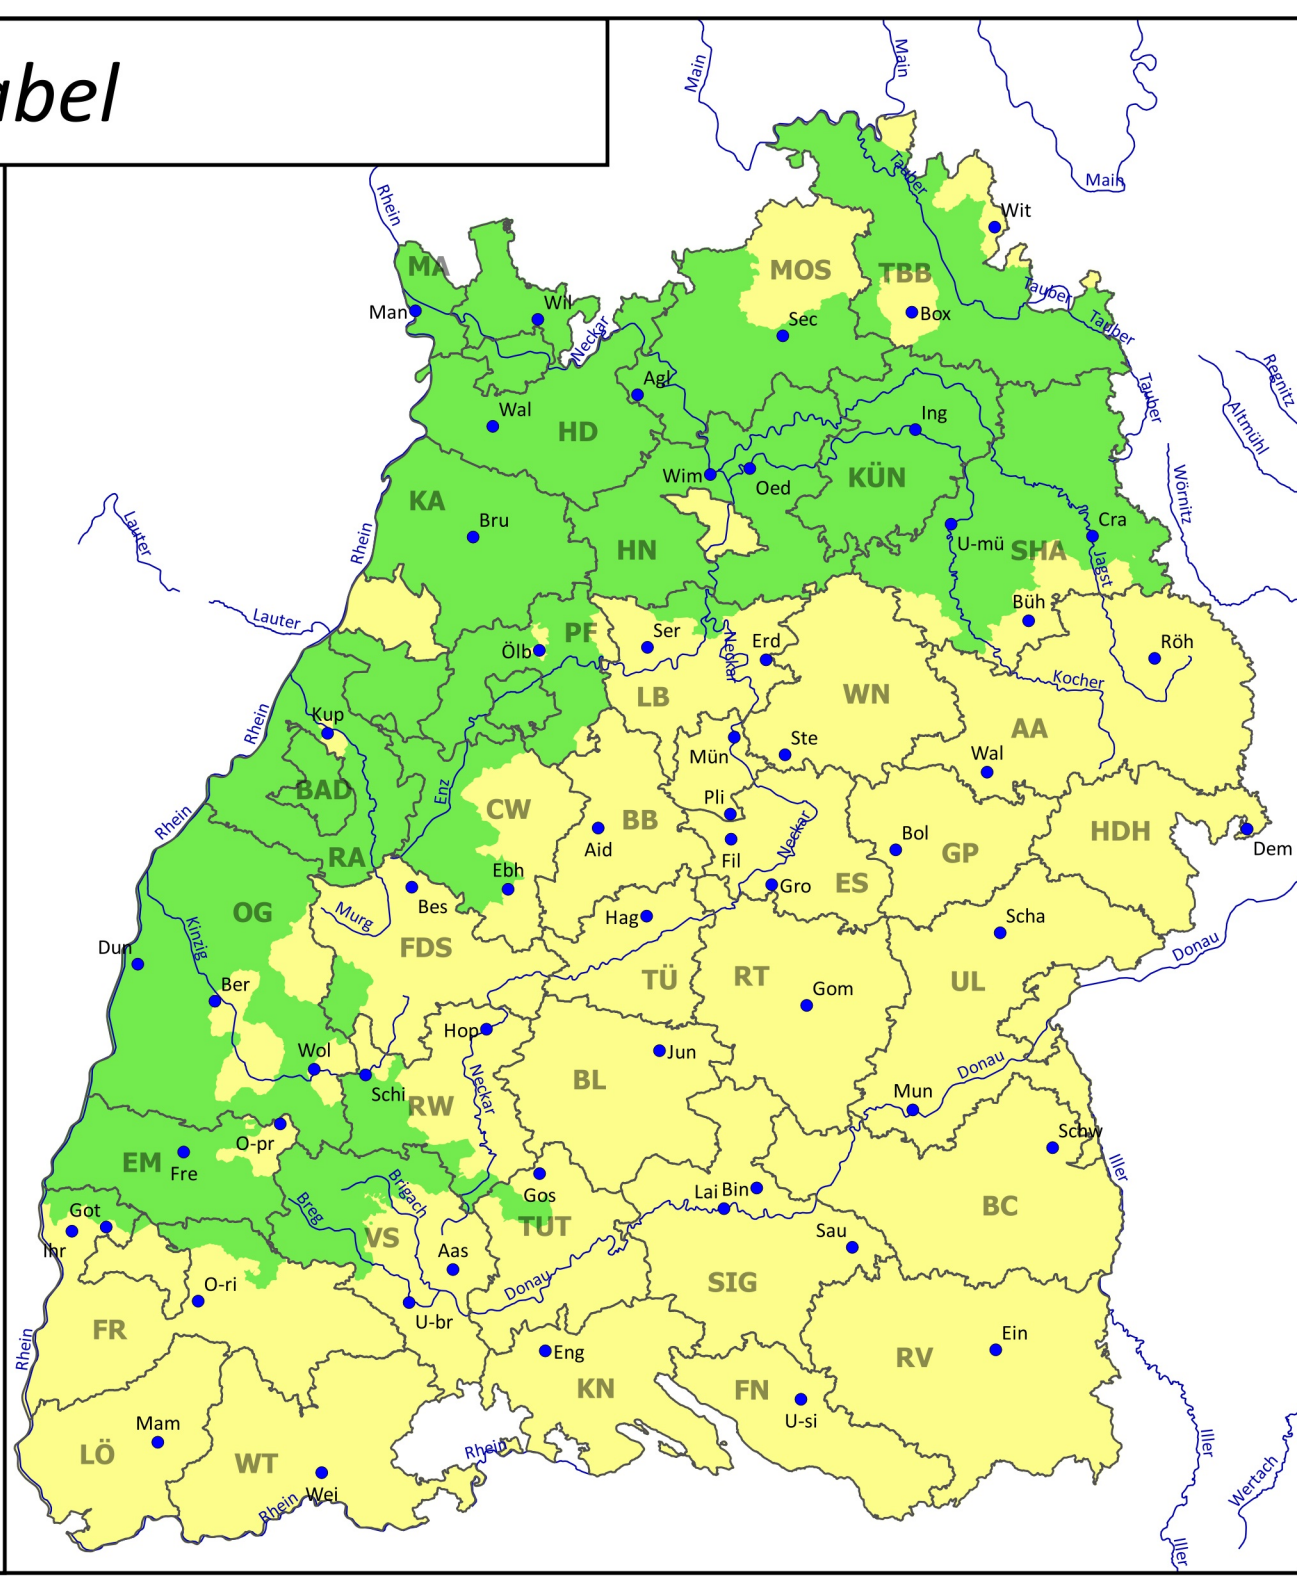 abel
Main
Main
Main
Tauber
Rhein
Wit
MA
MOS
TBB
Tauber
Man
Wil
Neckar
Sec
Box
Tauber
Regnitz
Agl
Tauber
Altmühl
Wal
HD
Ing
Wim
Oed
KÜN
Wörnitz
KA
Bru
Lauter
Rhein
HN
U-mü
SHA
Cra
Jagst
Lauter
Büh
PF
Ser
Erd
Röh
Ölb
Neckar
LB
WN
Kocher
Kup
Rhein
AA
Mün
Ste
Wal
BAD
Enz
CW
BB
Pli
Neckar
HDH
Rhein
Aid
Fil
Bol
GP
Dem
RA
Ebh
Gro
ES
OG
Murg
Bes
Hag
Scha
Kinzig
FDS
Donau
Dun
TÜ
RT
UL
Ber
Gom
Hop
Wol
Jun
Donau
Schi
RW
Neckar
BL
Mun
O-pr
Schw
EM
Fre
Iller
Breg
Brigach
Gos
Lai
Bin
BC
Got
Ihr
VS
TUT
Sau
Aas
O-ri
Donau
SIG
U-br
FR
Rhein
Eng
Ein
KN
FN
RV
U-si
Mam
LÖ
WT
Rhein
Iller
Wei
Rhein
Wertach
Iller